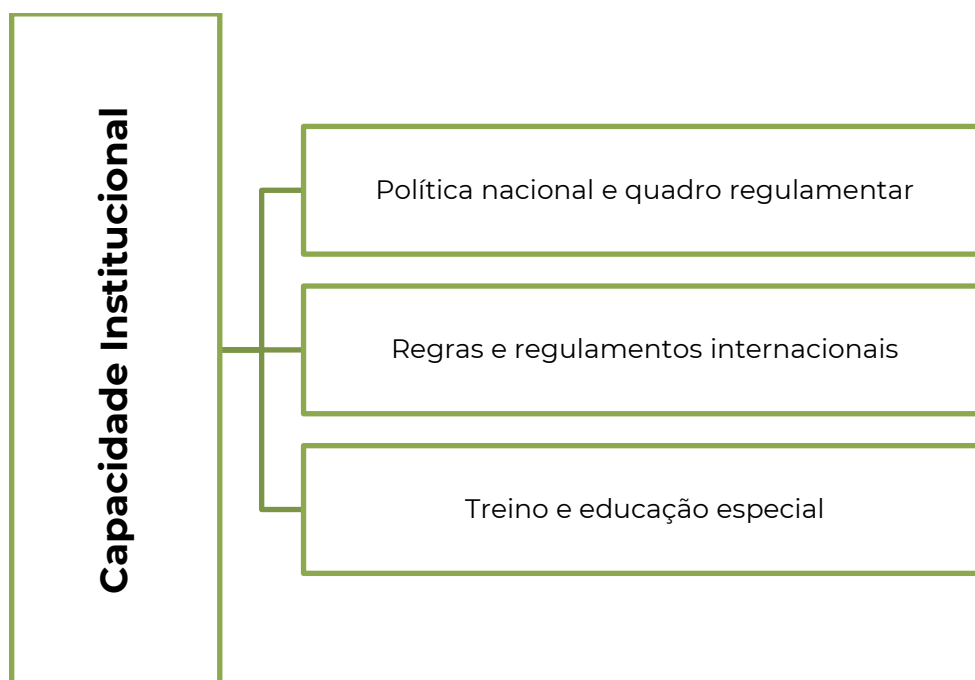 Capacidade Institucional
Política nacional e quadro regulamentar
Regras e regulamentos internacionais
Treino e educação especial